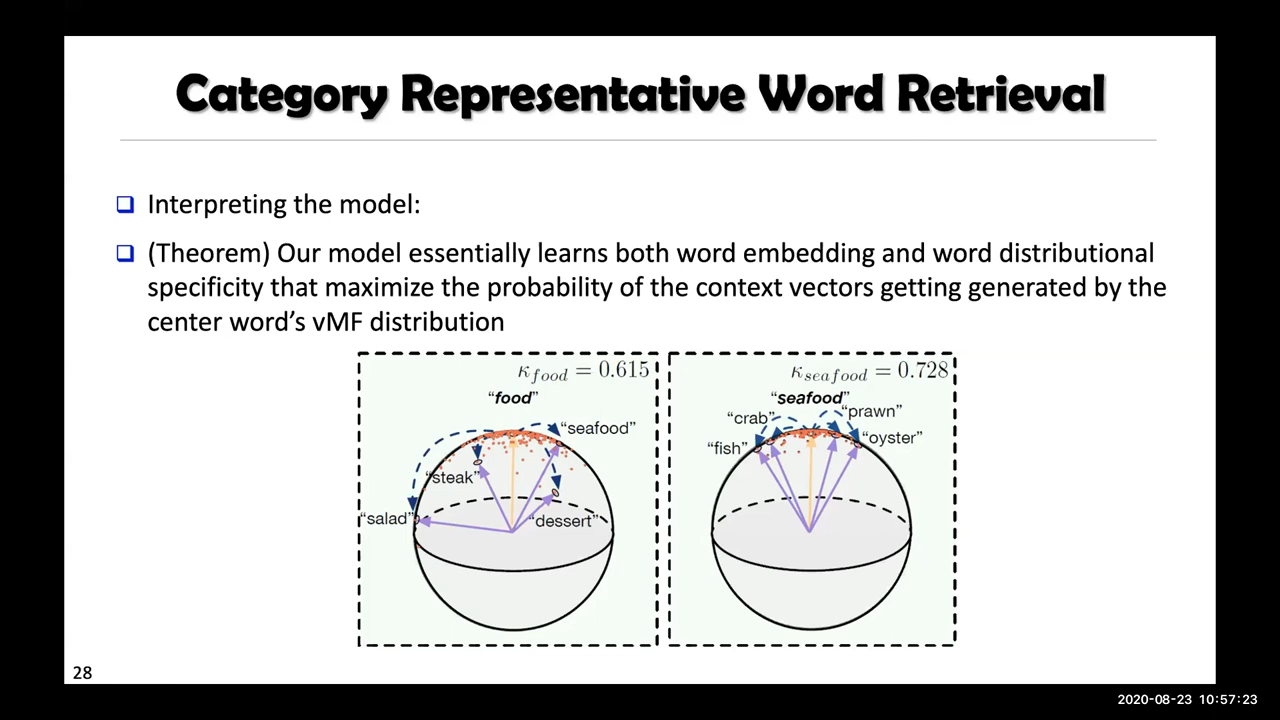 Category Representative Word Retrieval
Interpreting the model:
(Theorem) Our model essentially learns both word embedding and word distributional
specificity that maximize the probability of the context vectors getting generated by the
center word’s vMF distribution
κ_food = 0.615
“food”
“seafood”
“steak”
“salad”
“dessert”
κ_seafood = 0.728
“seafood”
“crab”
“prawn”
“fish”
“oyster”
28
2020-08-23 10:57:23